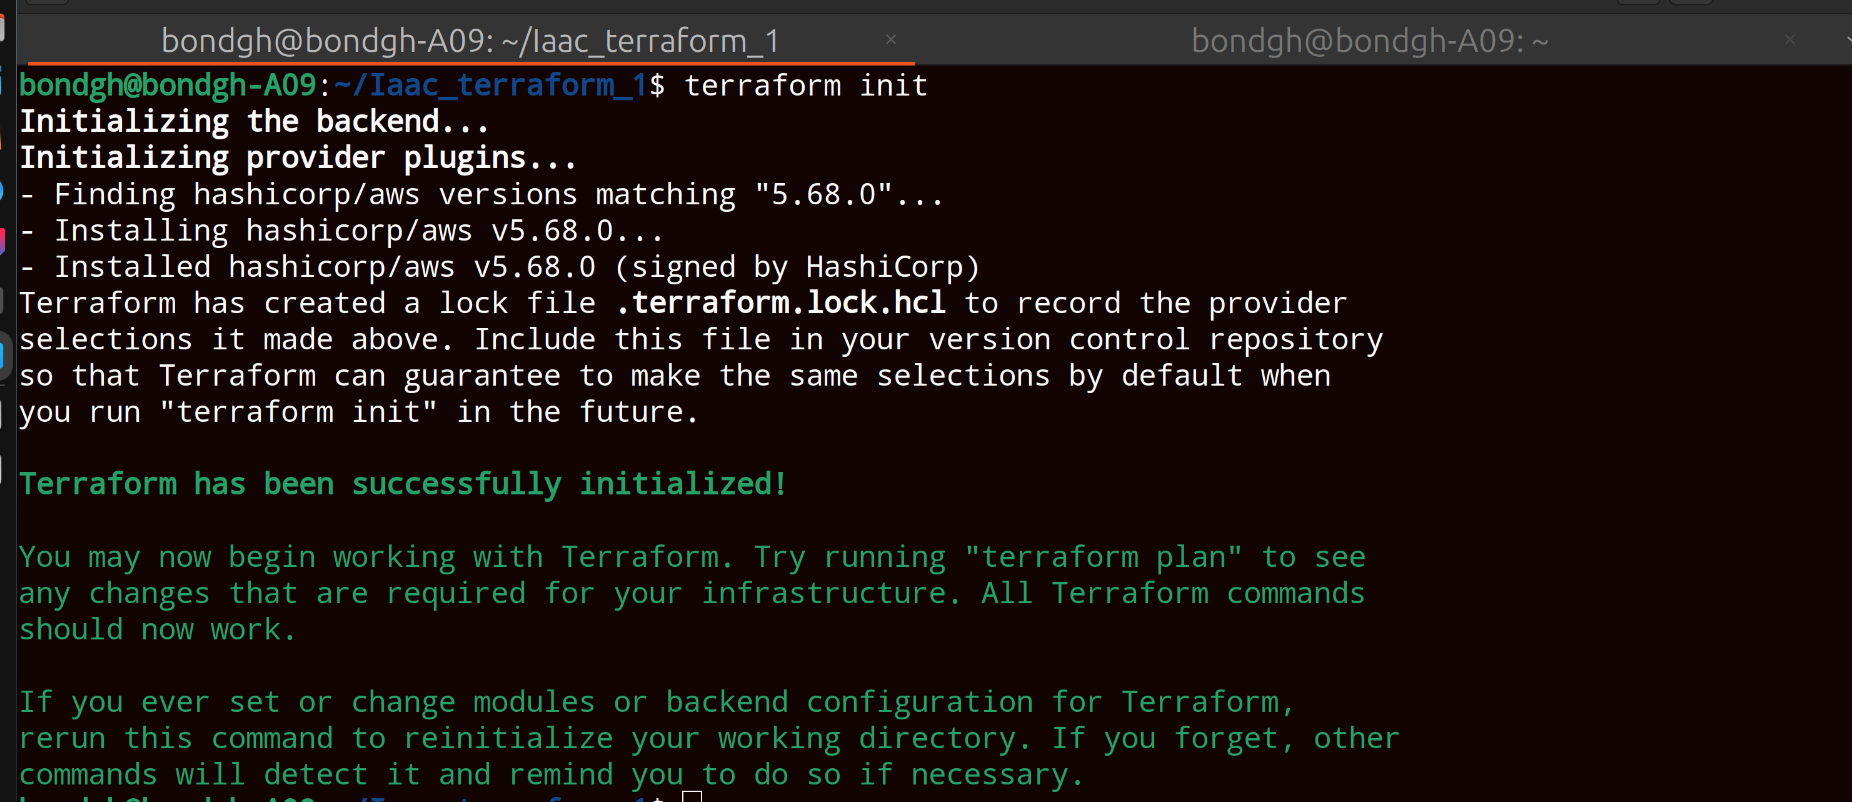 bondgh@bondgh-A09: ~/Iaac_terraform_1 × bondgh@bondgh-A09: ~ ×
bondgh@bondgh-A09:~/Iaac_terraform_1$ terraform init
Initializing the backend...
Initializing provider plugins...
- Finding hashicorp/aws versions matching "5.68.0"...
- Installing hashicorp/aws v5.68.0...
- Installed hashicorp/aws v5.68.0 (signed by HashiCorp)
Terraform has created a lock file .terraform.lock.hcl to record the provider
selections it made above. Include this file in your version control repository
so that Terraform can guarantee to make the same selections by default when
you run "terraform init" in the future.

Terraform has been successfully initialized!

You may now begin working with Terraform. Try running "terraform plan" to see
any changes that are required for your infrastructure. All Terraform commands
should now work.

If you ever set or change modules or backend configuration for Terraform,
rerun this command to reinitialize your working directory. If you forget, other
commands will detect it and remind you to do so if necessary.
bondgh@bondgh-A09:~/Iaac_terraform_1$